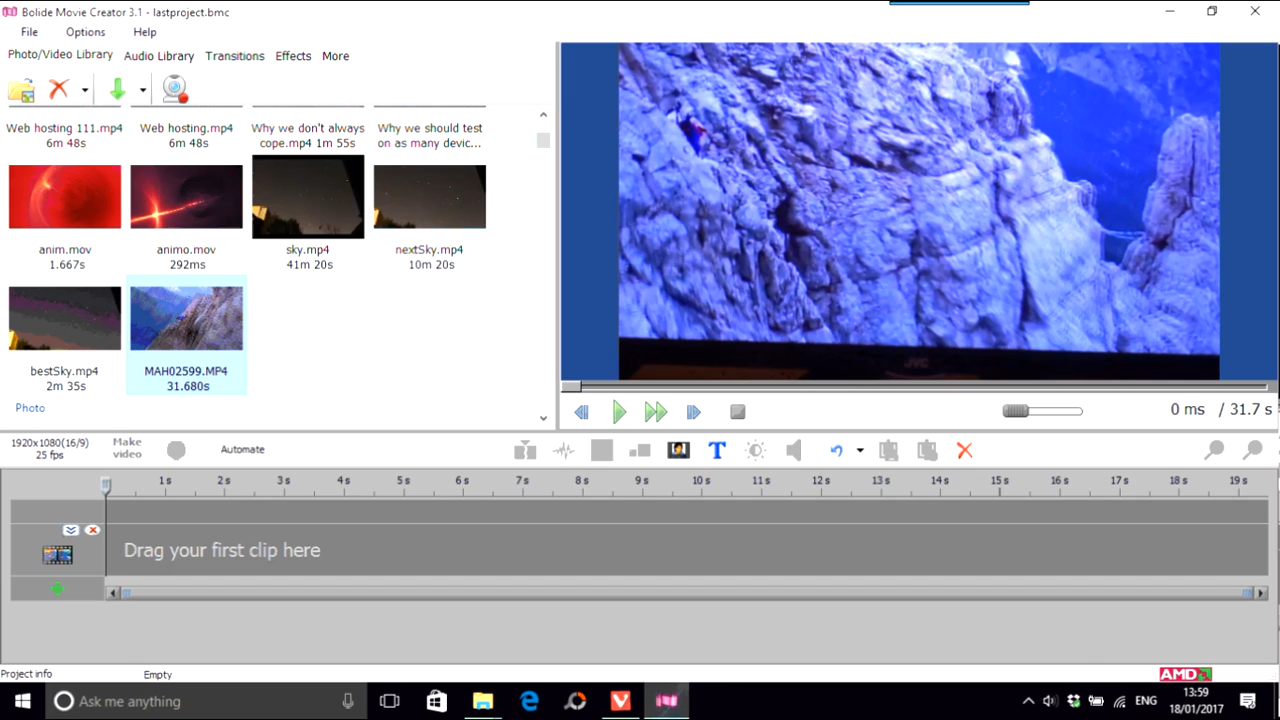 Bolide Movie Creator 3.1 - lastproject.bmc
File Options Help
Photo/Video Library Audio Library Transitions Effects More
Web hosting 111.mp4 Web hosting.mp4 Why we don't always Why we should test
6m 48s 6m 48s cope.mp4 1m 55s on as many devic...
anim.mov animo.mov sky.mp4 nextSky.mp4
1.667s 292ms 41m 20s 10m 20s
bestSky.mp4 MAH02599.MP4
2m 35s 31.680s
Photo
JVC
0 ms / 31.7 s
1920x1080(16/9) Make Automate T
25 fps video
1 s 2 s 3 s 4 s 5 s 6 s 7 s 8 s 9 s 10 s 11 s 12 s 13 s 14 s 15 s 16 s 17 s 18 s 19 s
Drag your first clip here
Project info Empty AMD
Ask me anything ENG 13:59
18/01/2017